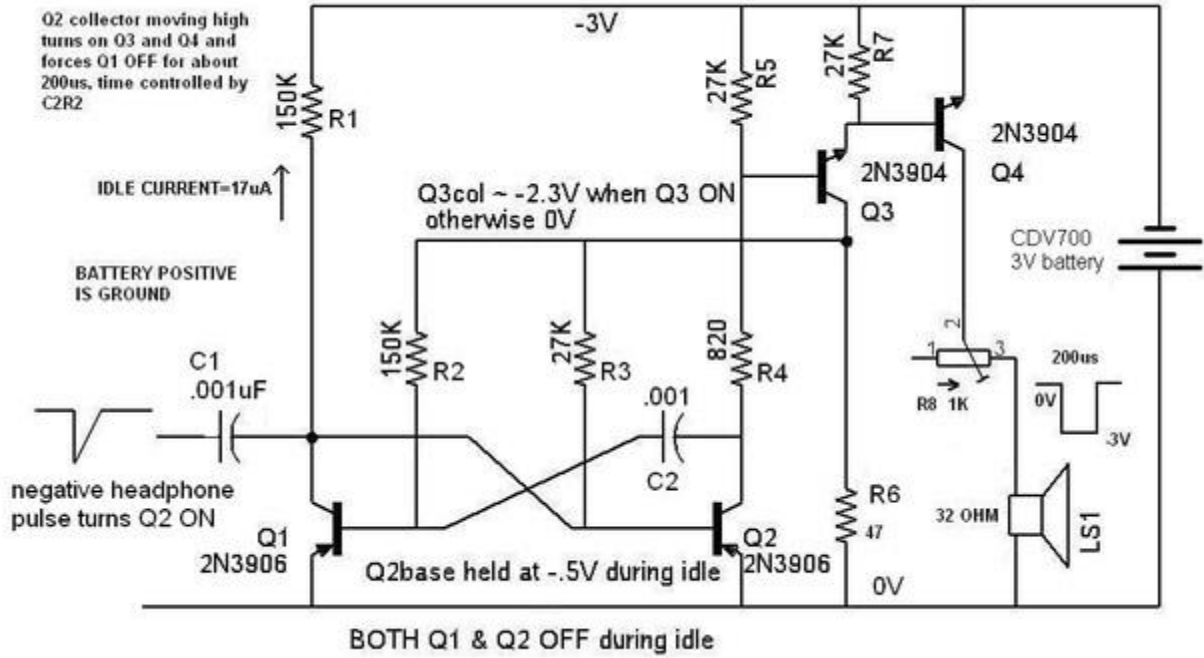 Q2 collector moving high
turns on Q3 and Q4 and
forces Q1 OFF for about
200us, time controlled by
C2R2
-3V
150K
R1
27K
R5
27K
R7
2N3904
Q4
2N3904
Q3
IDLE CURRENT=17uA
Q3col ~ -2.3V when Q3 ON
otherwise 0V
CDV700
3V battery
BATTERY POSITIVE
IS GROUND
150K
R2
27K
R3
820
R4
C1
.001uF
.001
C2
2
1
3
R8 1K
200us
0V
-3V
negative headphone
pulse turns Q2 ON
Q1
2N3906
Q2
2N3906
R6
47
32 OHM
LS1
Q2base held at -.5V during idle
0V
BOTH Q1 & Q2 OFF during idle